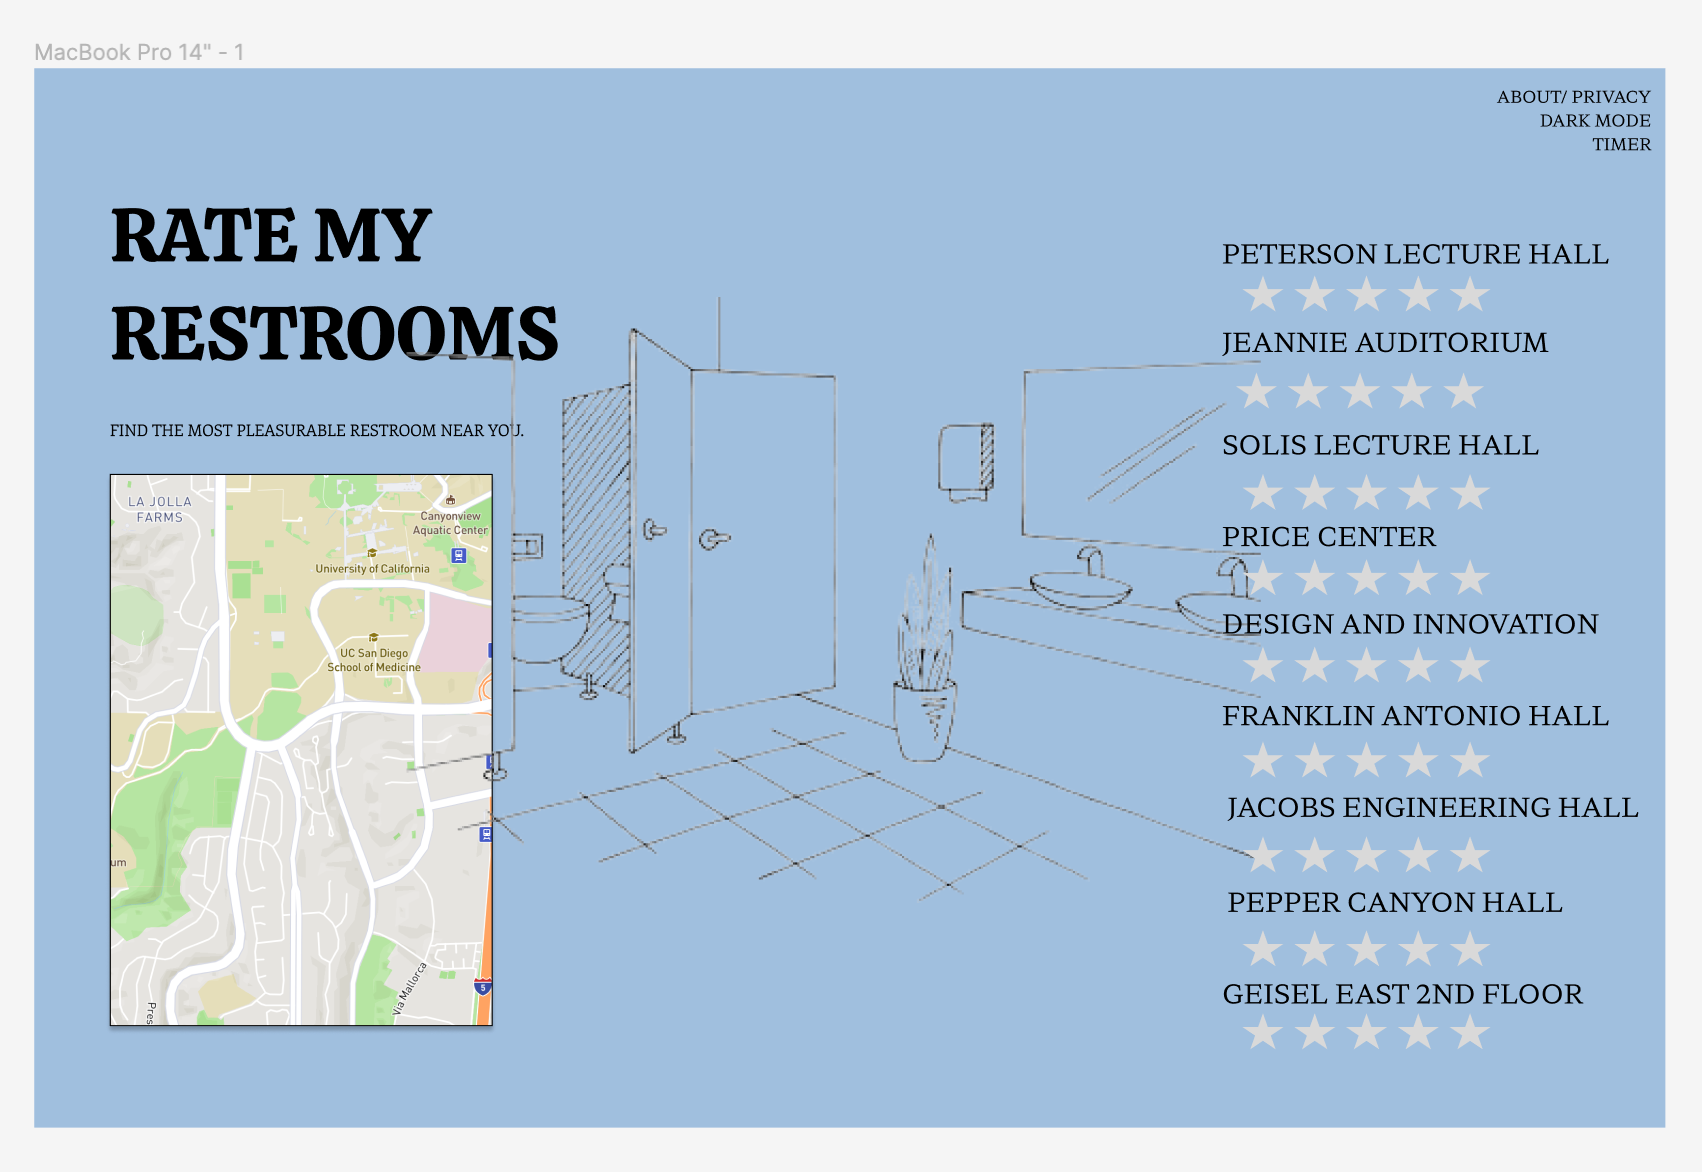 MacBook Pro 14" - 1
ABOUT/ PRIVACY
DARK MODE
TIMER
RATE MY
RESTROOMS
FIND THE MOST PLEASURABLE RESTROOM NEAR YOU.
LA JOLLA
FARMS
Canyonview
Aquatic Center
University of California
UC San Diego
School of Medicine
um
5
Via Mallorca
Pres
PETERSON LECTURE HALL
JEANNIE AUDITORIUM
SOLIS LECTURE HALL
PRICE CENTER
DESIGN AND INNOVATION
FRANKLIN ANTONIO HALL
JACOBS ENGINEERING HALL
PEPPER CANYON HALL
GEISEL EAST 2ND FLOOR